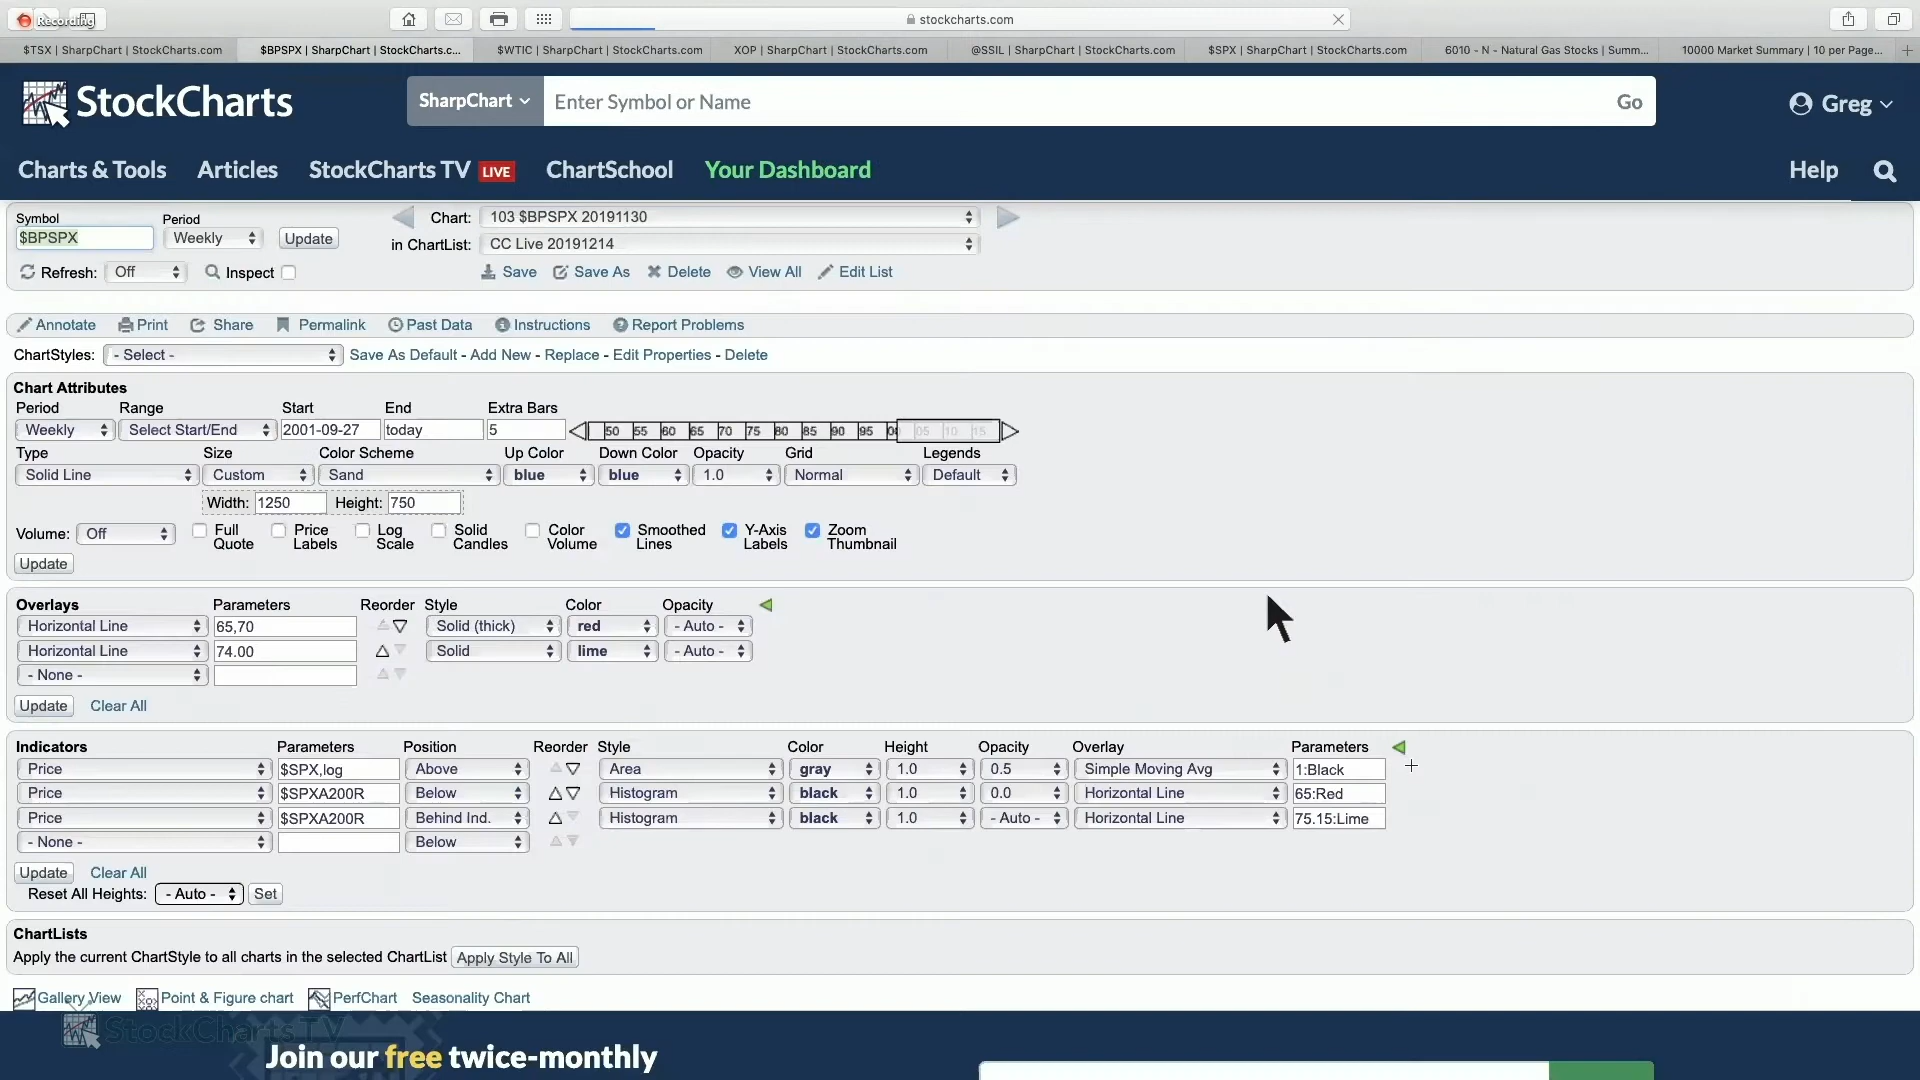 Recording
stockcharts.com
$TSX | SharpChart | StockCharts.com
$BPSPX | SharpChart | StockCharts.c...
$WTIC | SharpChart | StockCharts.com
XOP | SharpChart | StockCharts.com
@SSIL | SharpChart | StockCharts.com
$SPX | SharpChart | StockCharts.com
6010 - N - Natural Gas Stocks | Summ...
10000 Market Summary | 10 per Page...
StockCharts
SharpChart
Enter Symbol or Name
Go
Greg
Charts & Tools
Articles
StockCharts TV LIVE
ChartSchool
Your Dashboard
Help
Symbol
Period
$BPSPX
Weekly
Update
Chart: 103 $BPSPX 20191130
in ChartList: CC Live 20191214
Refresh: Off
Inspect
Save
Save As
Delete
View All
Edit List
Annotate
Print
Share
Permalink
Past Data
Instructions
Report Problems
ChartStyles: - Select -
Save As Default - Add New - Replace - Edit Properties - Delete
Chart Attributes
Period Range Start End Extra Bars
Weekly Select Start/End 2001-09-27 today 5
50 55 60 65 70 75 80 85 90 95 00 05 10 15
Type Size Color Scheme Up Color Down Color Opacity Grid Legends
Solid Line Custom Sand blue blue 1.0 Normal Default
Width: 1250 Height: 750
Volume: Off
Full Quote
Price Labels
Log Scale
Solid Candles
Color Volume
Smoothed Lines
Y-Axis Labels
Zoom Thumbnail
Update
Overlays Parameters Reorder Style Color Opacity
Horizontal Line 65,70 Solid (thick) red - Auto -
Horizontal Line 74.00 Solid lime - Auto -
- None -
Update Clear All
Indicators Parameters Position Reorder Style Color Height Opacity Overlay Parameters
Price $SPX,log Above Area gray 1.0 0.5 Simple Moving Avg 1:Black
Price $SPXA200R Below Histogram black 1.0 0.0 Horizontal Line 65:Red
Price $SPXA200R Behind Ind. Histogram black 1.0 - Auto - Horizontal Line 75.15:Lime
- None - Below
Update Clear All
Reset All Heights: - Auto - Set
ChartLists
Apply the current ChartStyle to all charts in the selected ChartList Apply Style To All
Gallery View
Point & Figure chart
PerfChart
Seasonality Chart
StockCharts TV
Join our free twice-monthly